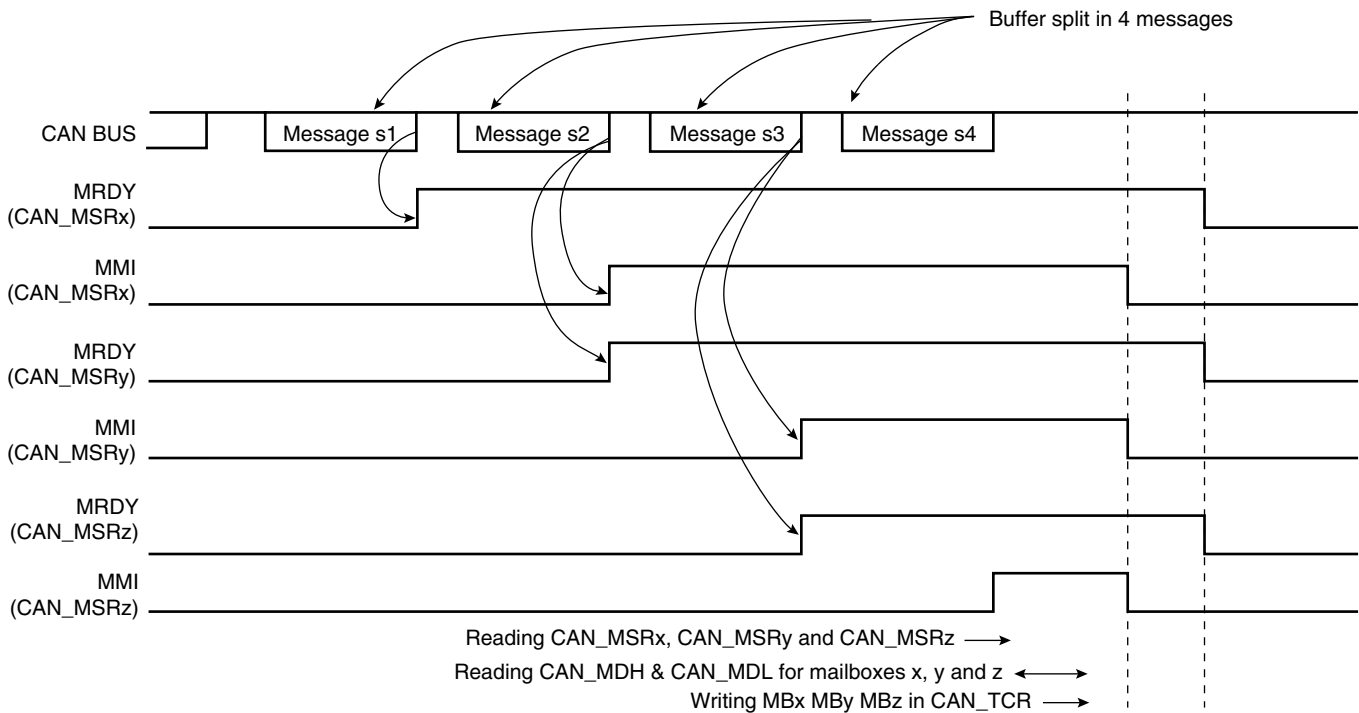 Buffer split in 4 messages
CAN BUS
Message s1
Message s2
Message s3
Message s4
MRDY
(CAN_MSRx)
MMI
(CAN_MSRx)
MRDY
(CAN_MSRy)
MMI
(CAN_MSRy)
MRDY
(CAN_MSRz)
MMI
(CAN_MSRz)
Reading CAN_MSRx, CAN_MSRy and CAN_MSRz
Reading CAN_MDH & CAN_MDL for mailboxes x, y and z
Writing MBx MBy MBz in CAN_TCR